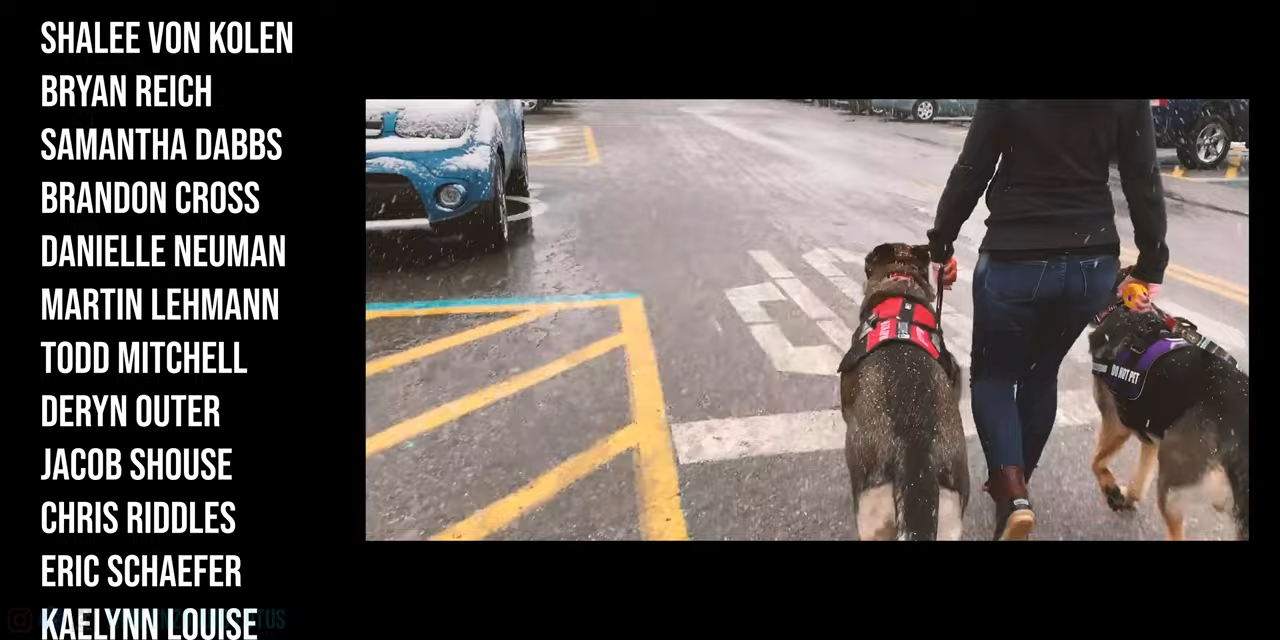 SHALEE VON KOLEN
BRYAN REICH
SAMANTHA DABBS
BRANDON CROSS
DANIELLE NEUMAN
MARTIN LEHMANN
TODD MITCHELL
DERYN OUTER
JACOB SHOUSE
CHRIS RIDDLES
ERIC SCHAEFER
KAELYNN LOUISE
DO NOT PET